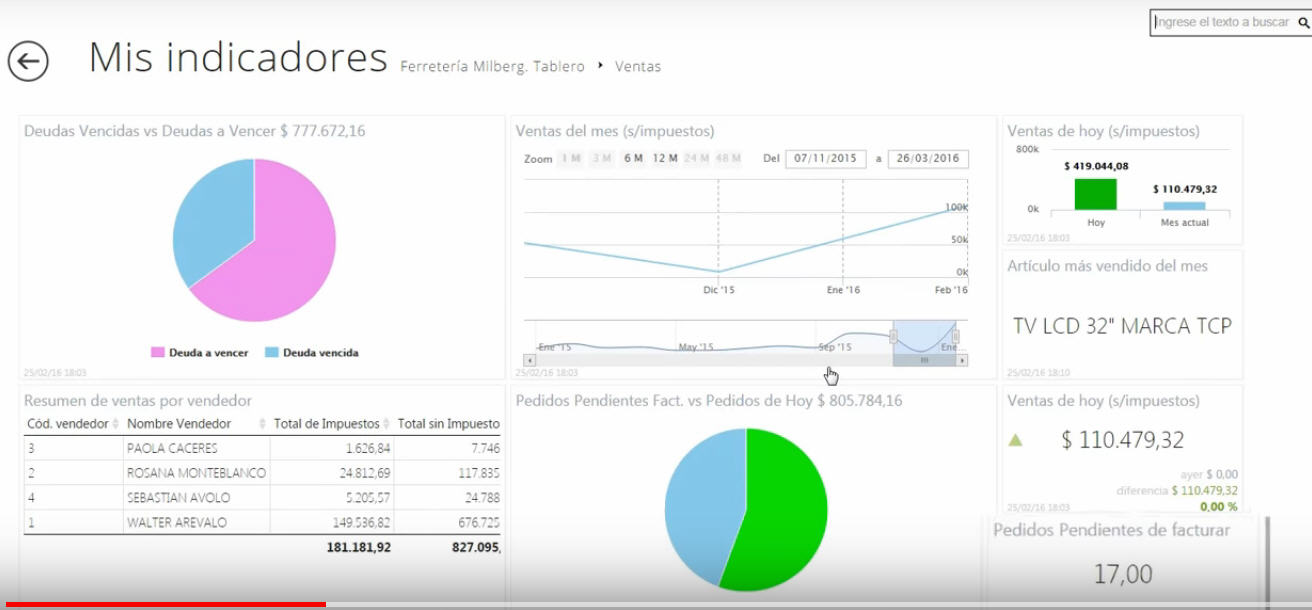 Ingrese el texto a buscar
Mis indicadores Ferretería Milberg. Tablero ‣ Ventas
Deudas Vencidas vs Deudas a Vencer $ 777.672,16
Deuda a vencer Deuda vencida
25/02/16 18:03
Ventas del mes (s/impuestos)
Zoom 1 M 3 M 6 M 12 M 24 M 48 M Del 07/11/2015 a 26/03/2016
100k
50k
0k
Dic '15 Ene '16 Feb '16
Ene '15 May '15 Sep '15 Ene...
25/02/16 18:03
Ventas de hoy (s/impuestos)
800k
$ 419.044,08
$ 110.479,32
0k
Hoy Mes actual
25/02/16 18:03
Artículo más vendido del mes
TV LCD 32" MARCA TCP
25/02/16 18:10
Resumen de ventas por vendedor
Cód. vendedor Nombre Vendedor Total de Impuestos Total sin Impuesto
3 PAOLA CACERES 1.626,84 7.746
2 ROSANA MONTEBLANCO 24.812,69 117.835
4 SEBASTIAN AVOLO 5.205,57 24.788
1 WALTER AREVALO 149.536,82 676.725
181.181,92 827.095,
Pedidos Pendientes Fact. vs Pedidos de Hoy $ 805.784,16
Ventas de hoy (s/impuestos)
$ 110.479,32
ayer $ 0,00
diferencia $ 110.479,32
25/02/16 18:03 0,00 %
Pedidos Pendientes de facturar
17,00